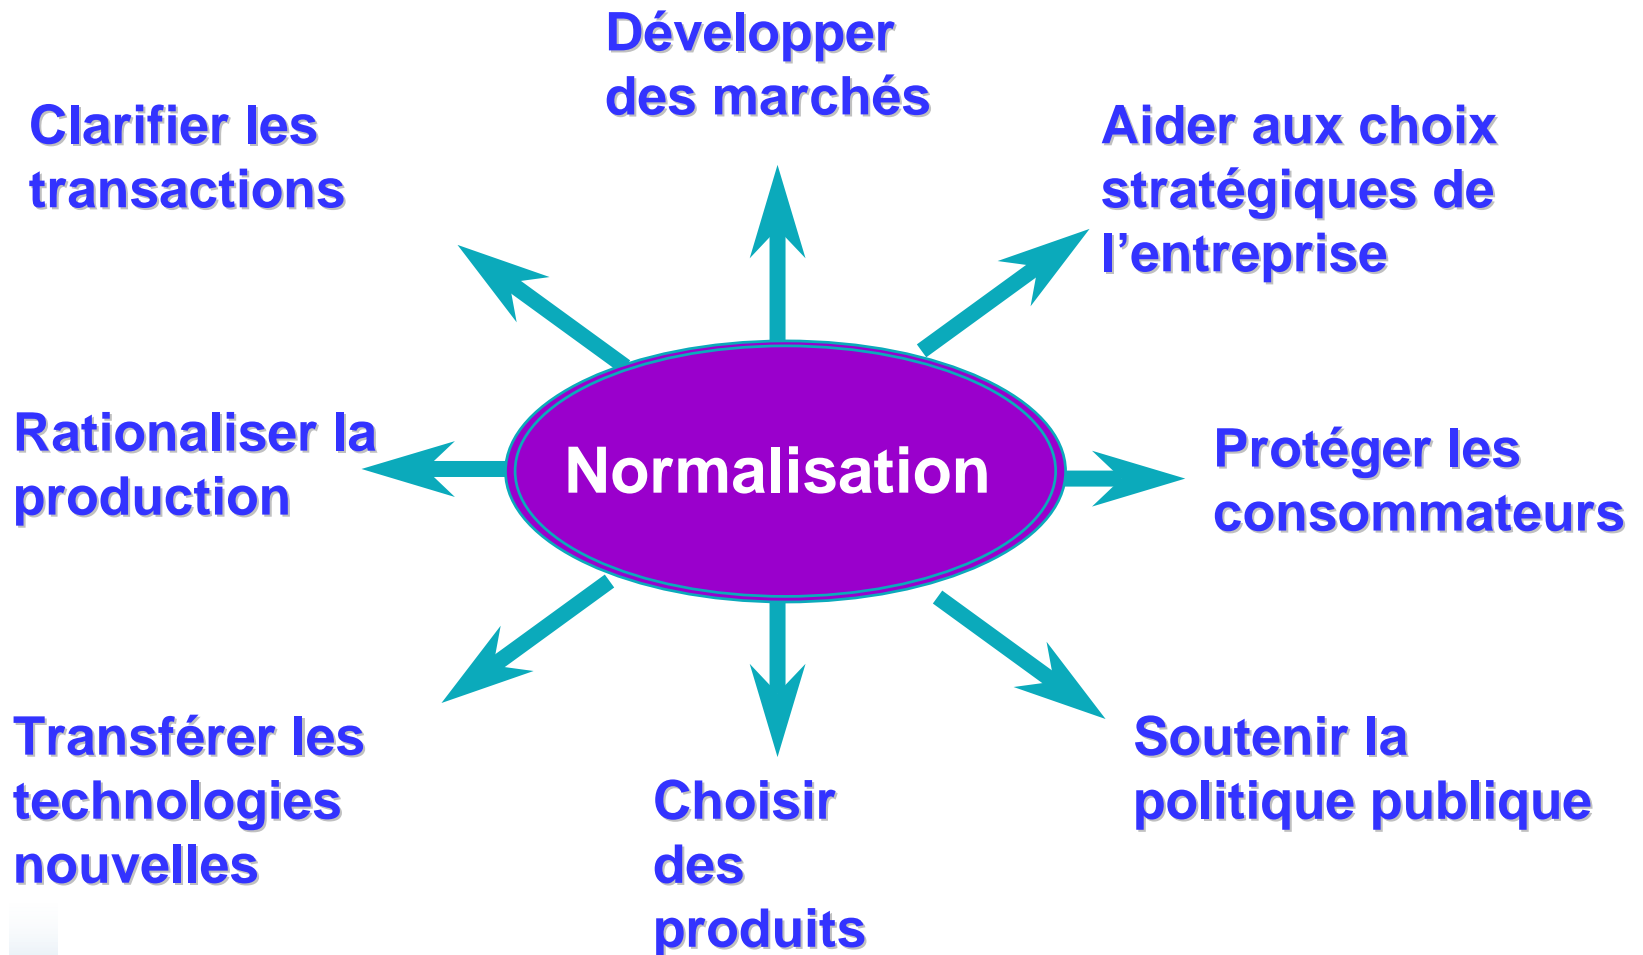 Développer
des marchés
Clarifier les
transactions
Aider aux choix
stratégiques de
l’entreprise
Rationaliser la
production
Normalisation
Protéger les
consommateurs
Transférer les
technologies
nouvelles
Choisir
des
produits
Soutenir la
politique publique